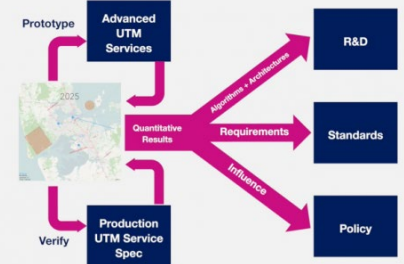 Prototype
Advanced
UTM
Services
2025
Quantitative
Results
Algorithms + Architectures
Requirements
Influence
R&D
Standards
Policy
Verify
Production
UTM Service
Spec